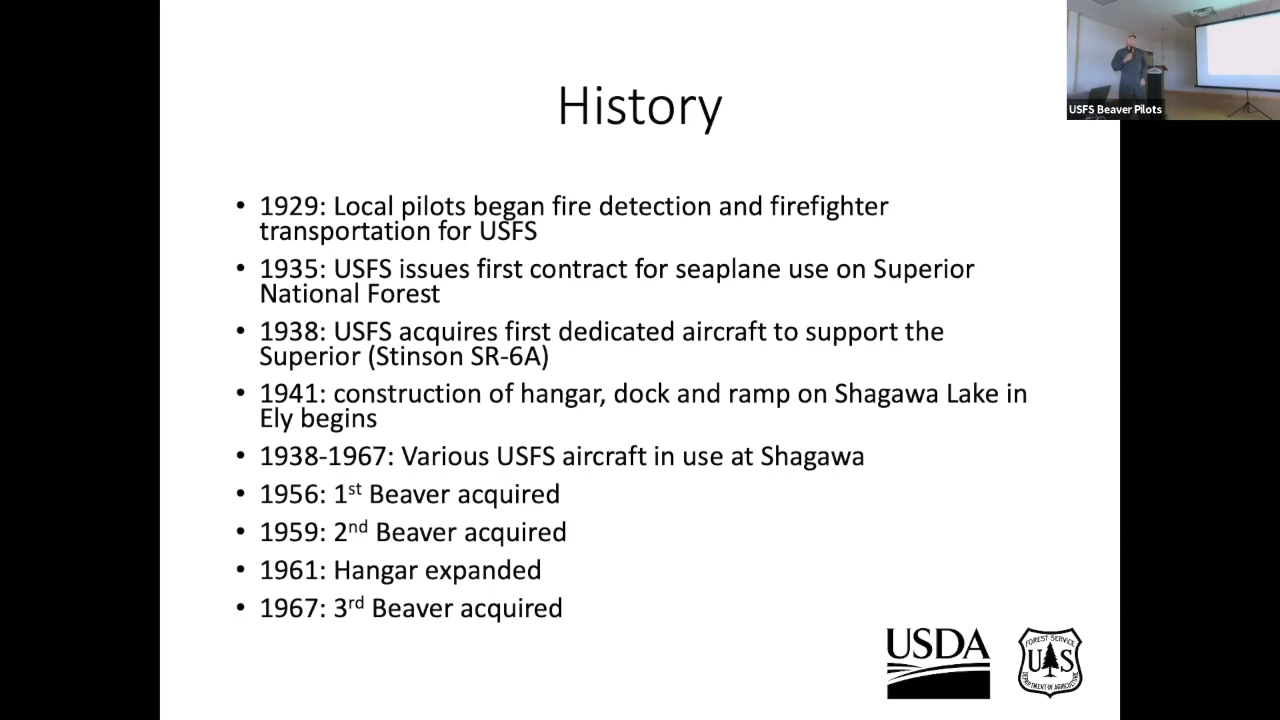 USFS Beaver Pilots
History
• 1929: Local pilots began fire detection and firefighter
transportation for USFS
• 1935: USFS issues first contract for seaplane use on Superior
National Forest
• 1938: USFS acquires first dedicated aircraft to support the
Superior (Stinson SR-6A)
• 1941: construction of hangar, dock and ramp on Shagawa Lake in
Ely begins
• 1938-1967: Various USFS aircraft in use at Shagawa
• 1956: 1st Beaver acquired
• 1959: 2nd Beaver acquired
• 1961: Hangar expanded
• 1967: 3rd Beaver acquired
USDA
FOREST SERVICE
U S
DEPARTMENT OF AGRICULTURE